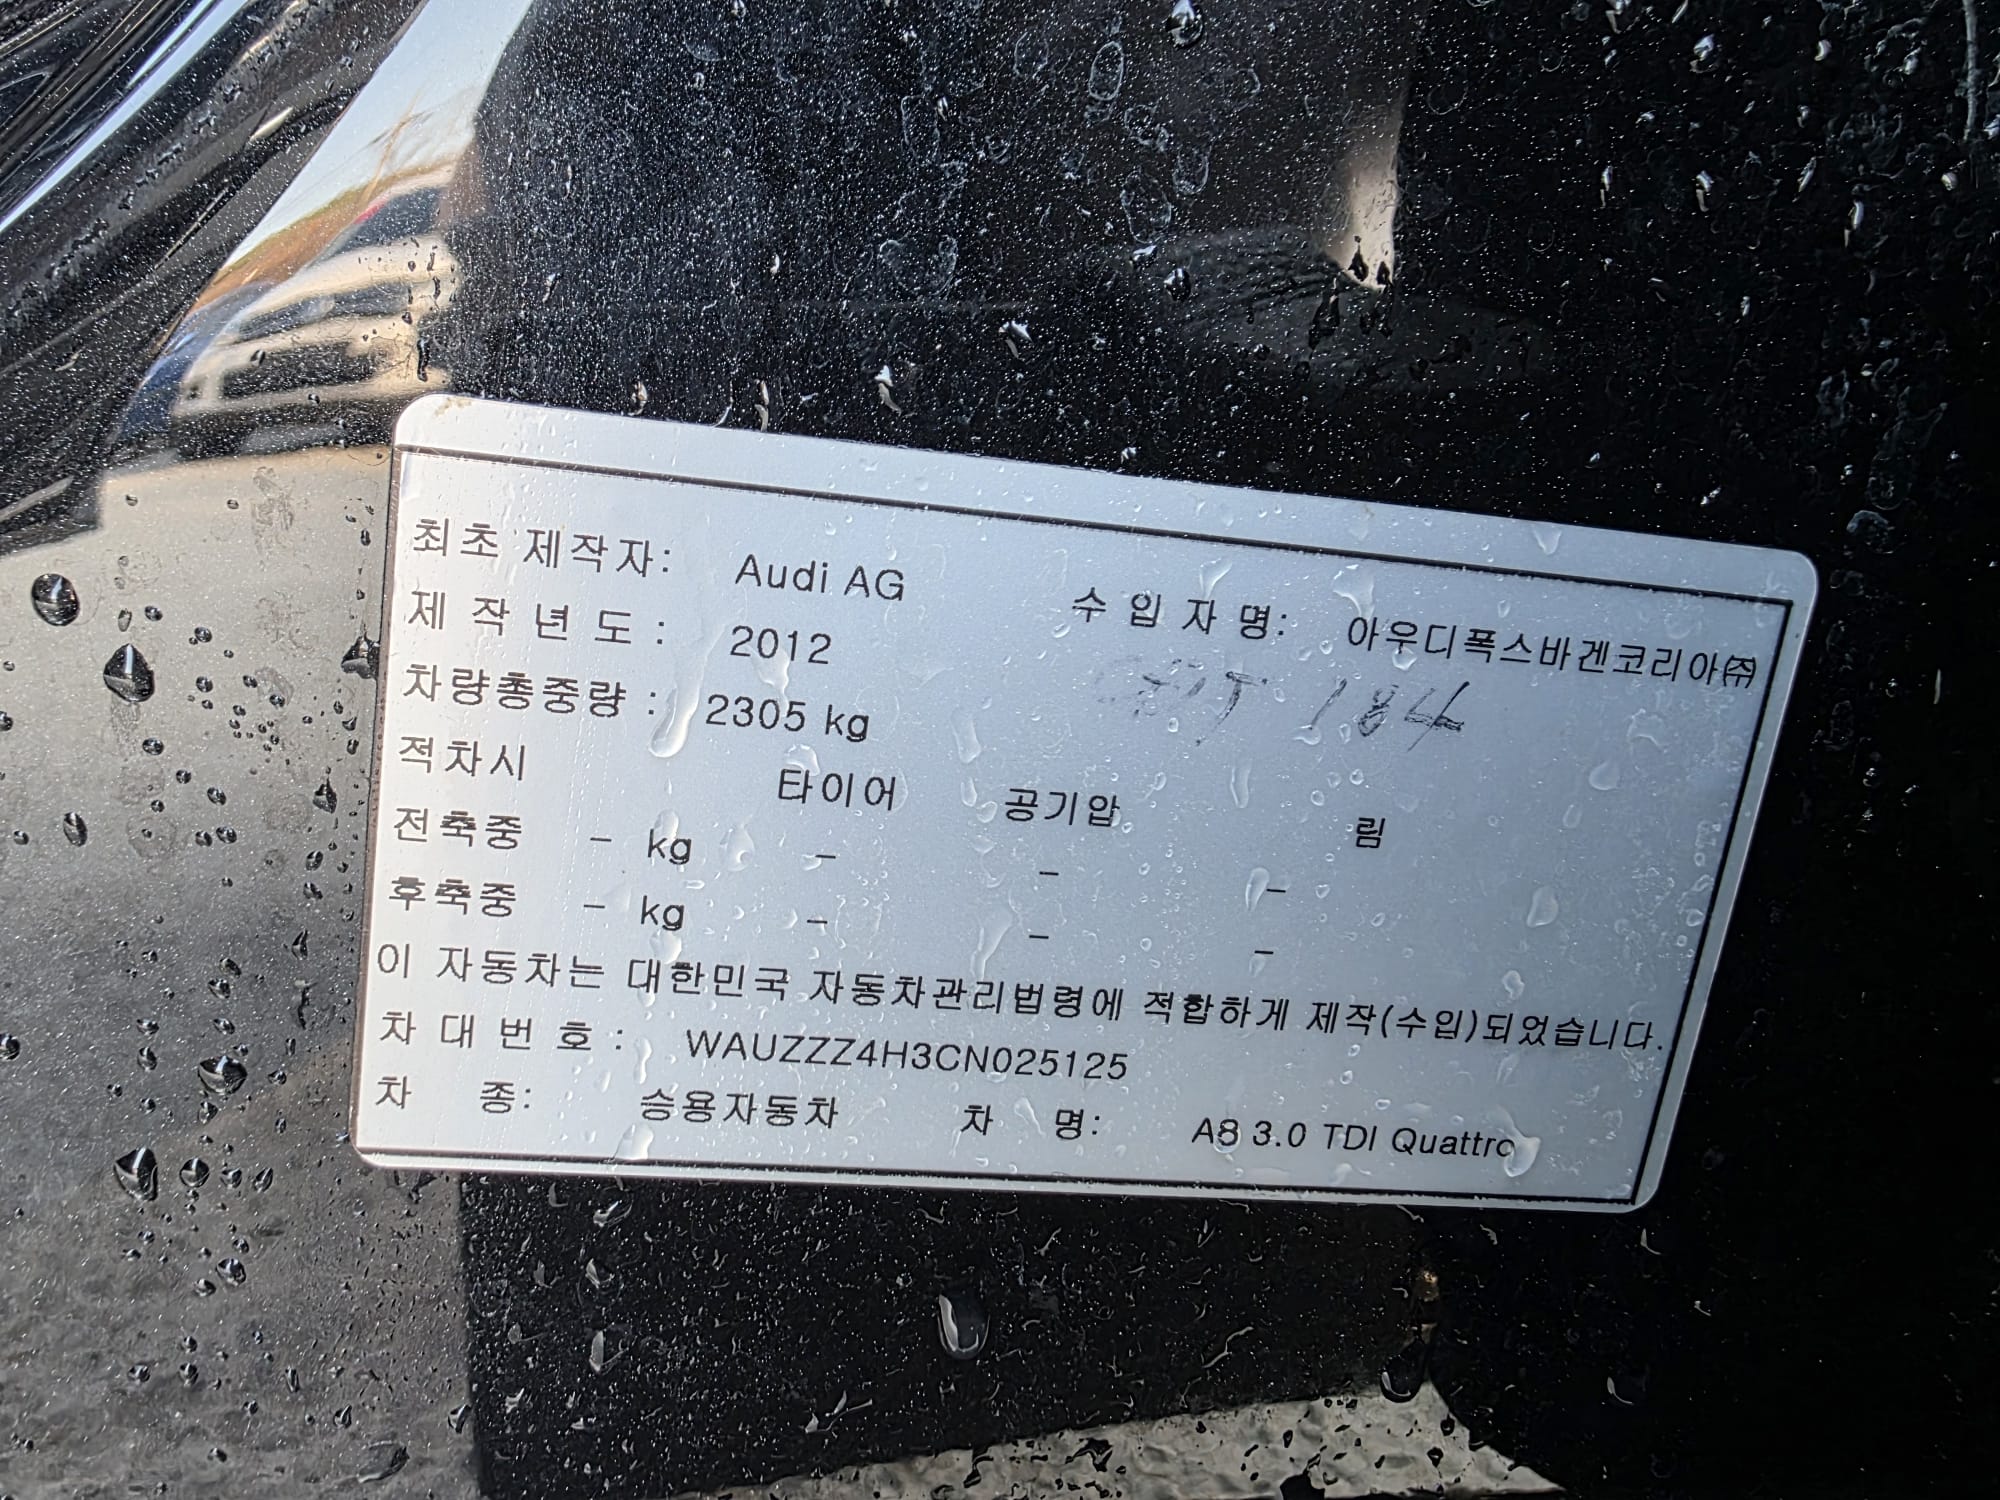 최초 제작자: Audi AG 수 입 자 명: 아우디폭스바겐코리아㈜
제 작 년 도 : 2012
184
차량총중량 : 2305 kg
적차시 타이어 공기압 림
전축중 - kg - - -
후축중 - kg - - -
이 자동차는 대한민국 자동차관리법령에 적합하게 제작(수입)되었습니다.
차 대 번 호 : WAUZZZ4H3CN025125
차 종: 승용자동차 차 명: A8 3.0 TDI Quattro